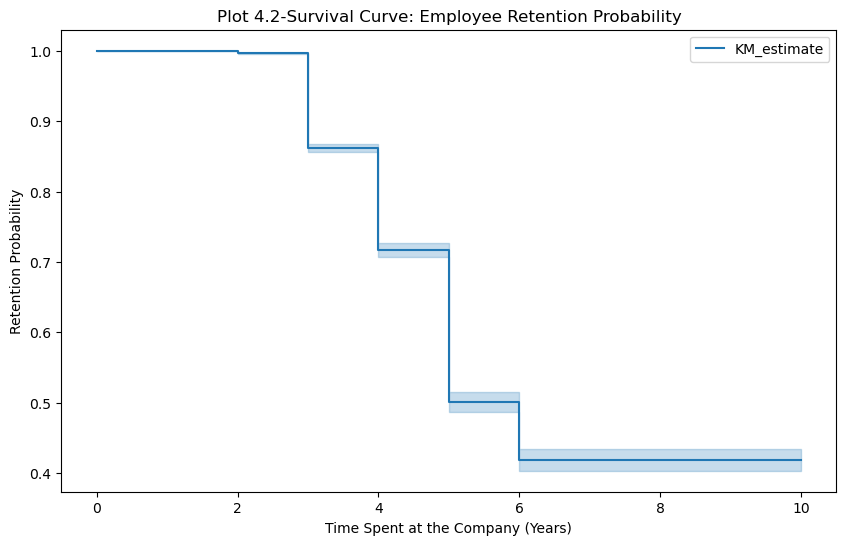 Plot 4.2-Survival Curve: Employee Retention Probability
KM_estimate
Retention Probability
1.0
0.9
0.8
0.7
0.6
0.5
0.4
0 2 4 6 8 10
Time Spent at the Company (Years)